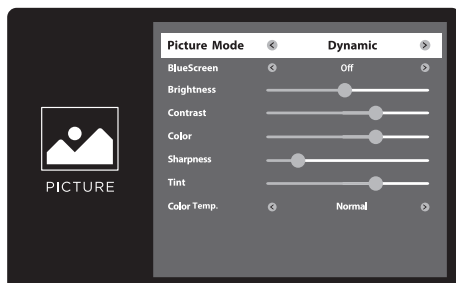 Picture Mode Dynamic
BlueScreen Off
Brightness
Contrast
Color
Sharpness
Tint
Color Temp. Normal
PICTURE